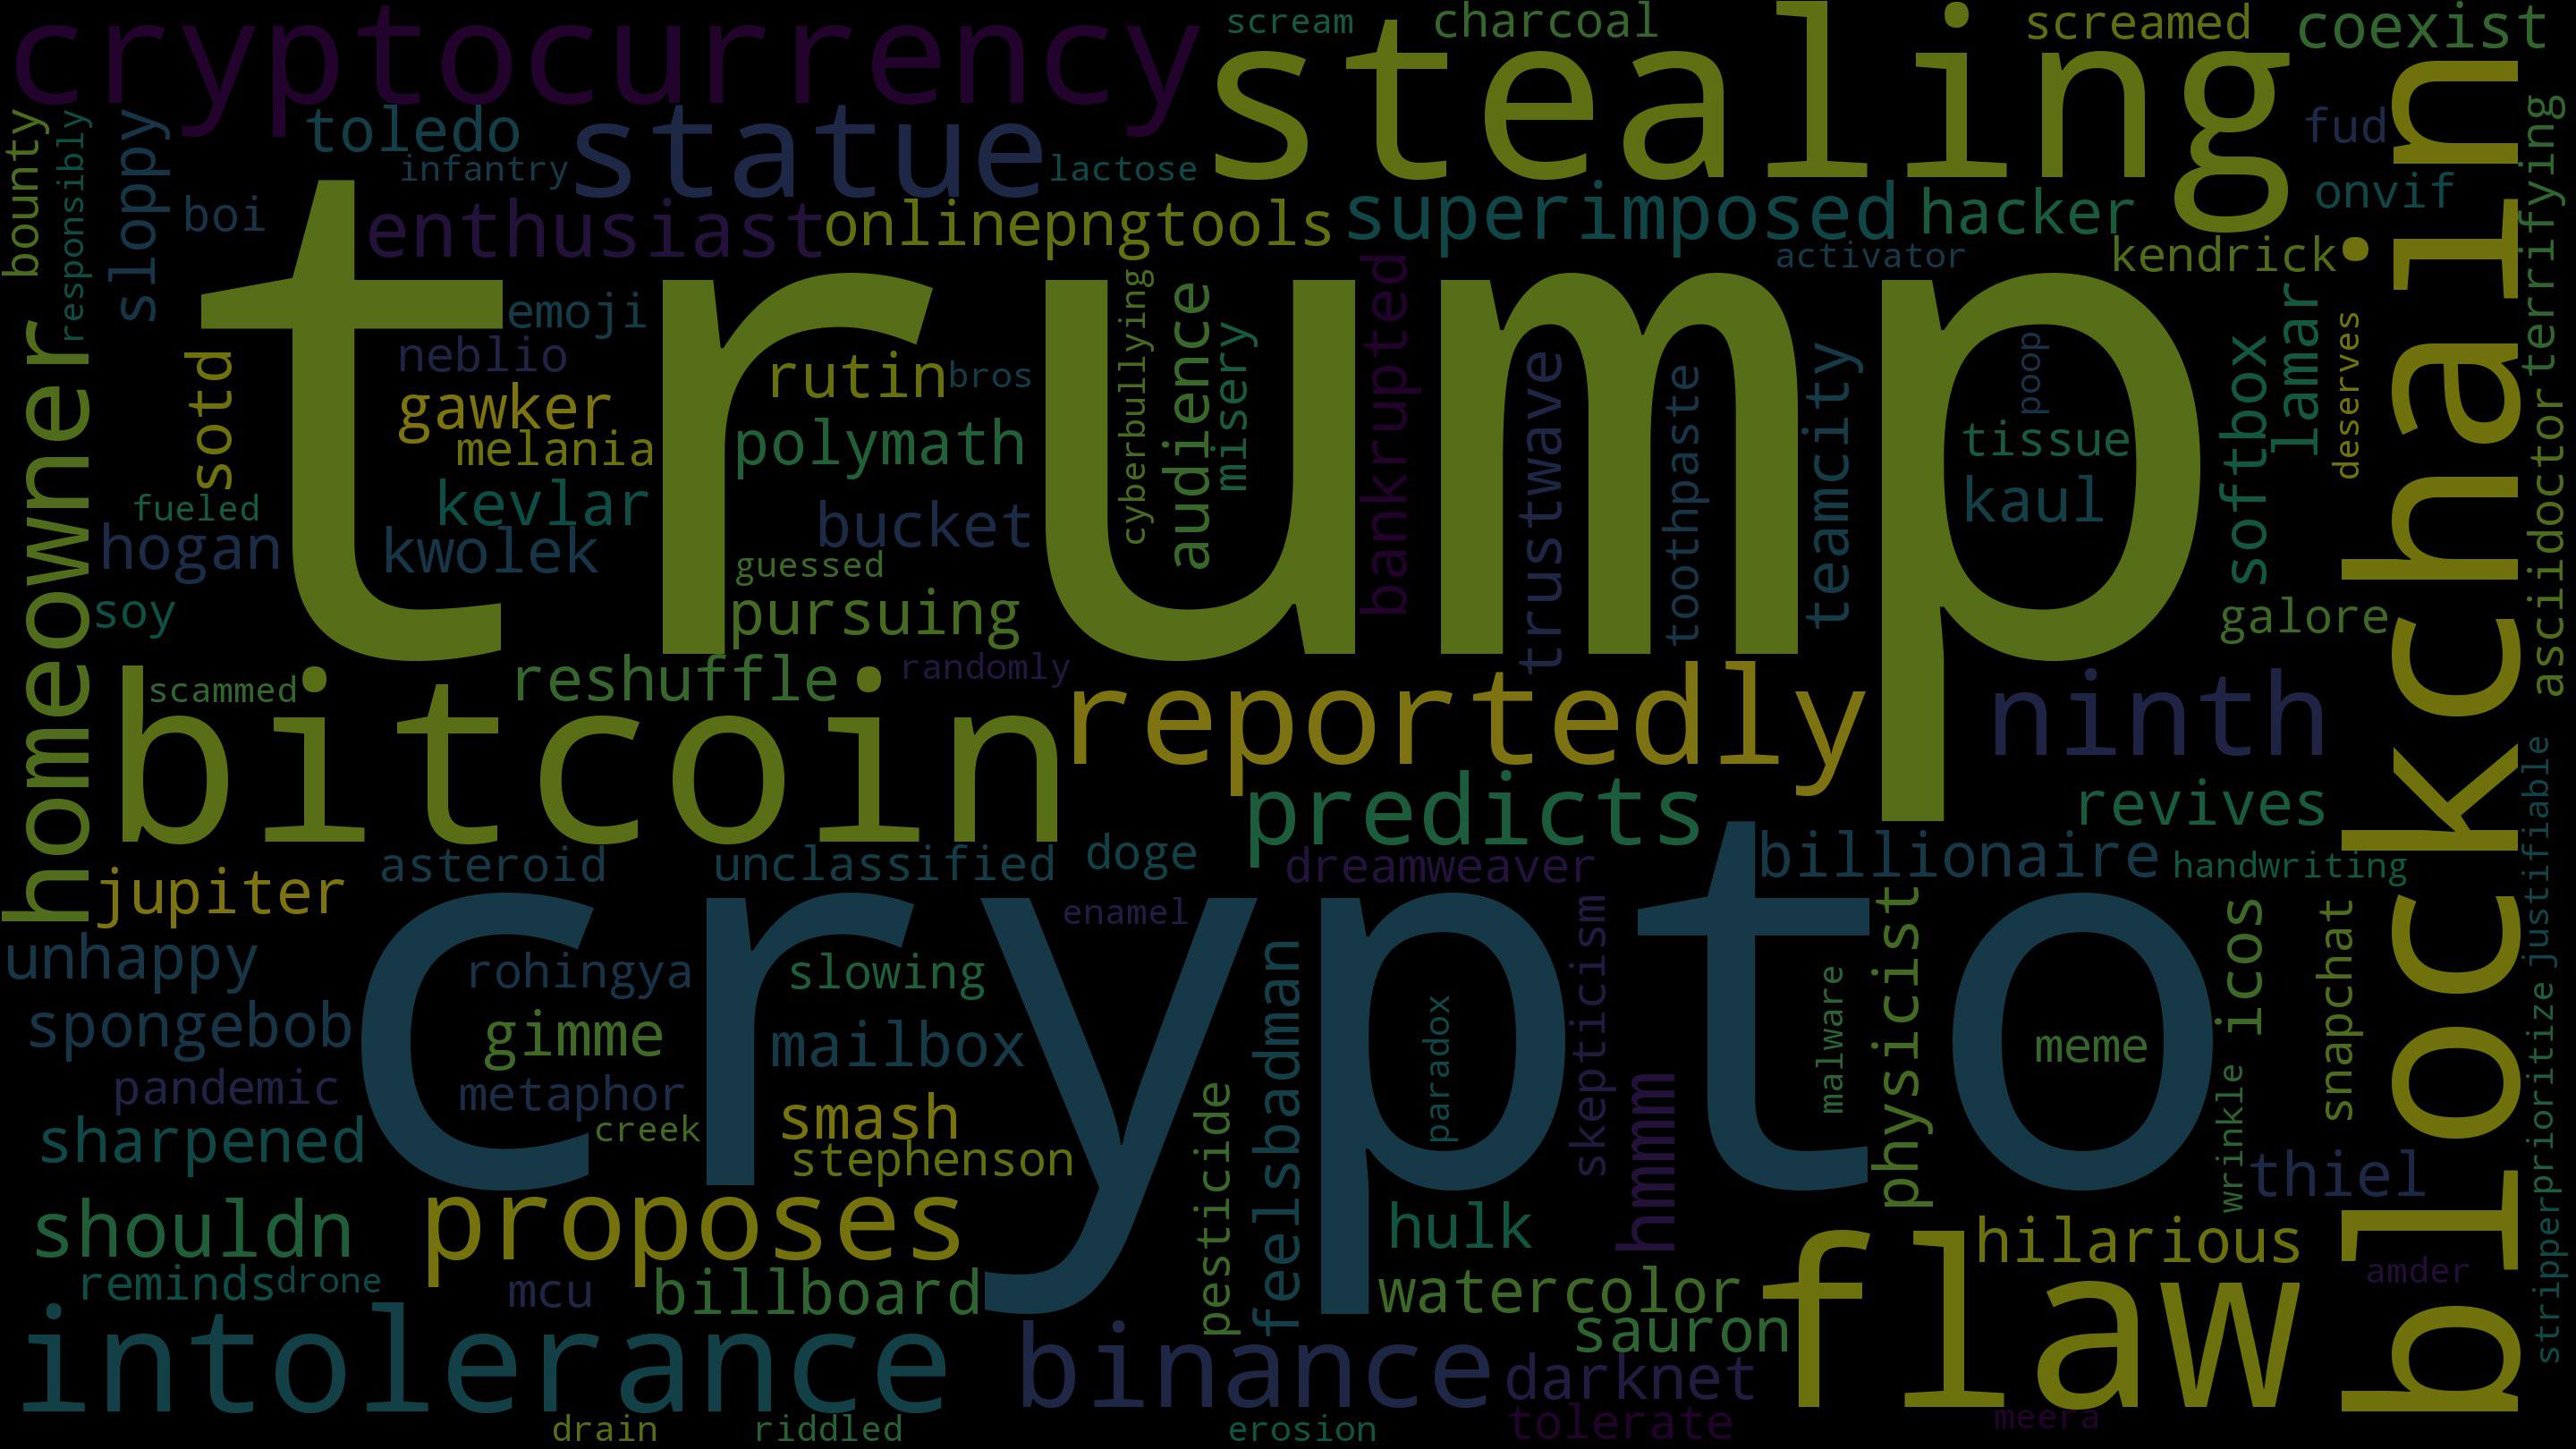 cryptocurrency
scream
charcoal
stealing
screamed
coexist
bounty
responsibly
sloppy
toledo
infantry
statue
lactose
fud
blockchain
terrifying
boi
enthusiast
onlinepngtools
superimposed
hacker
onvif
activator
kendrick
trump
emoji
neblio
sotd
gawker
melania
rutin
bros
polymath
cyberbullying
audience
misery
bankrupted
trustwave
toothpaste
teamcity
poop
tissue
kaul
softbox
lamar
deserves
asciidoctor
homeowner
fueled
kevlar
bucket
hogan
kwolek
guessed
soy
pursuing
galore
scammed
reshuffle
randomly
bitcoin
reportedly
ninth
predicts
revives
justifiable
jupiter
asteroid
unclassified
doge
dreamweaver
billionaire
handwriting
enamel
crypto
unhappy
rohingya
slowing
feelsbadman
skepticism
physicist
icos
snapchat
spongebob
gimme
mailbox
paradox
malware
meme
prioritize
pandemic
metaphor
smash
pesticide
hmmm
wrinkle
sharpened
creek
stephenson
thiel
stripper
shouldn
proposes
hulk
hilarious
reminds
drone
mcu
billboard
watercolor
flaw
amder
intolerance
binance
sauron
darknet
drain
riddled
erosion
tolerate
meera